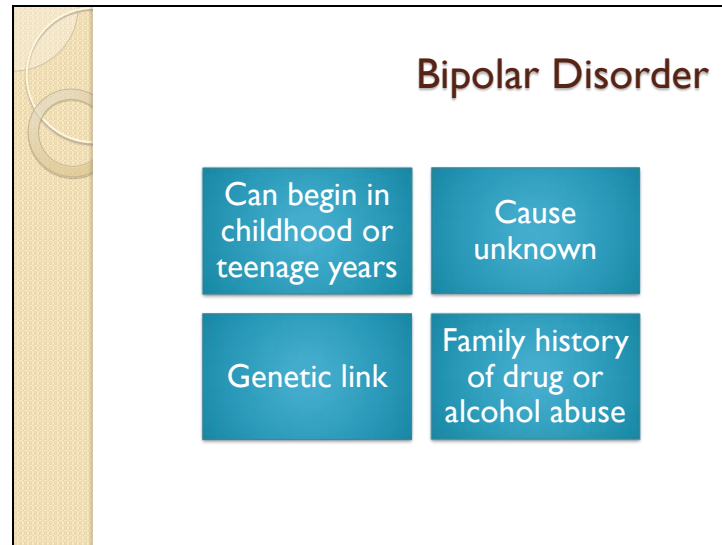 Bipolar Disorder
Can begin in
childhood or
teenage years
Cause
unknown
Genetic link
Family history
of drug or
alcohol abuse